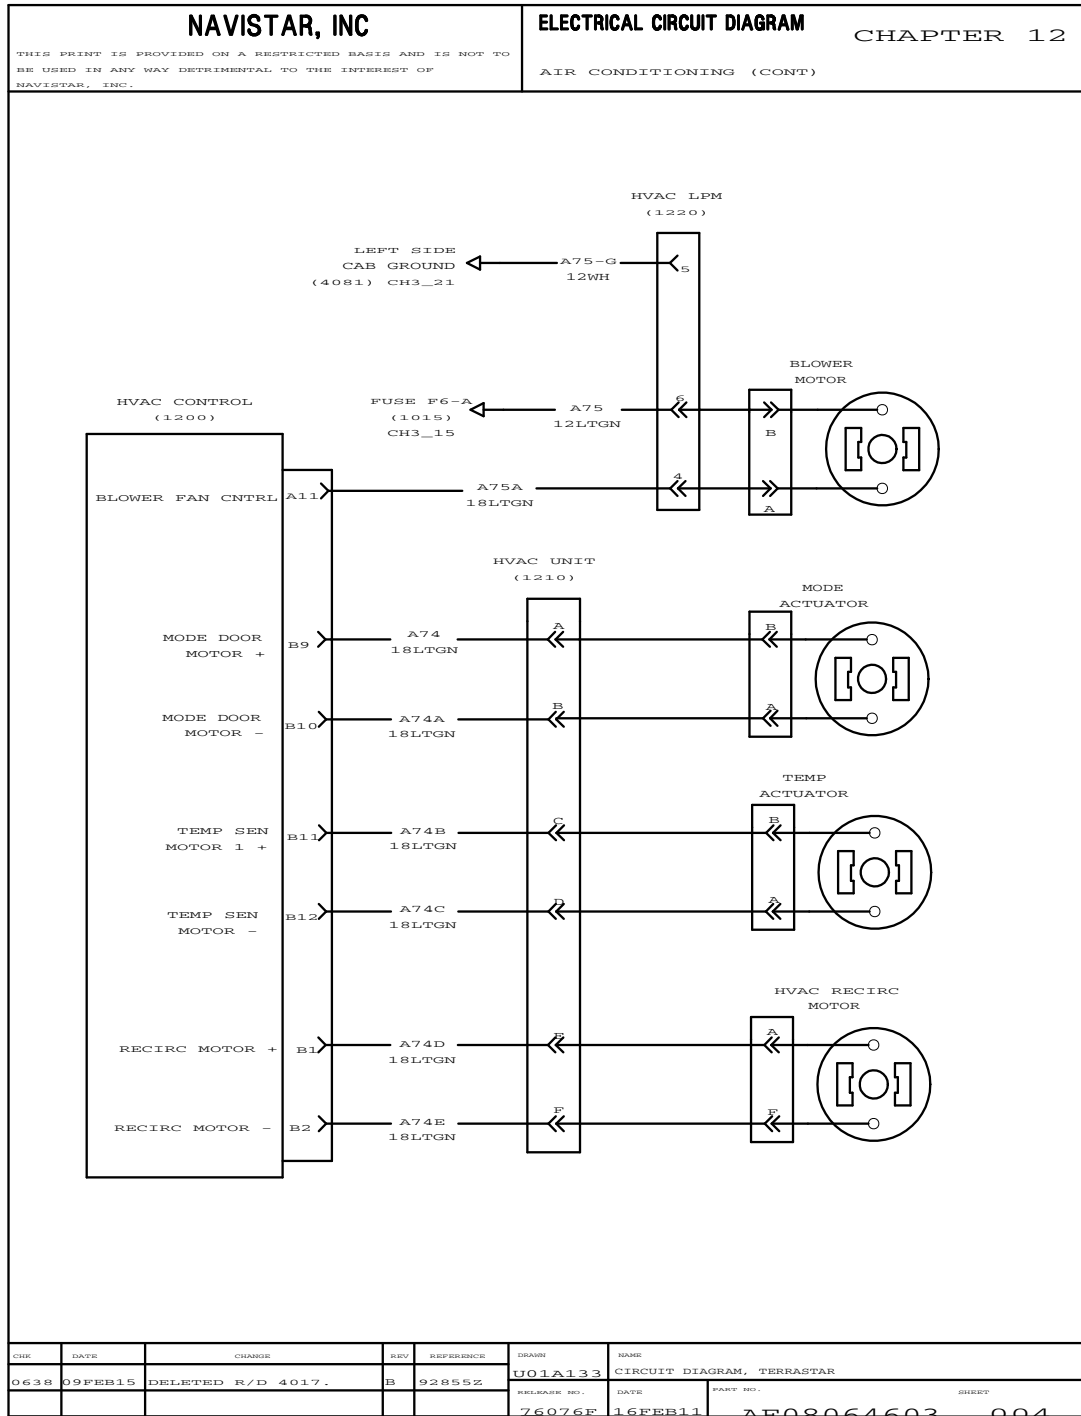 NAVISTAR, INC
THIS PRINT IS PROVIDED ON A RESTRICTED BASIS AND IS NOT TO
BE USED IN ANY WAY DETRIMENTAL TO THE INTEREST OF
NAVISTAR, INC.
ELECTRICAL CIRCUIT DIAGRAM
CHAPTER 12
AIR CONDITIONING (CONT)
HVAC LPM
(1220)
LEFT SIDE
CAB GROUND
(4081) CH3_21
A75-G
12WH
5
BLOWER
MOTOR
HVAC CONTROL
(1200)
FUSE F6-A
(1015)
CH3_15
A75
12LTGN
6
B
BLOWER FAN CNTRL
A11
A75A
18LTGN
4
A
HVAC UNIT
(1210)
MODE
ACTUATOR
MODE DOOR
MOTOR +
B9
A74
18LTGN
A
B
MODE DOOR
MOTOR -
B10
A74A
18LTGN
B
A
TEMP
ACTUATOR
TEMP SEN
MOTOR 1 +
B11
A74B
18LTGN
C
B
TEMP SEN
MOTOR -
B12
A74C
18LTGN
D
A
HVAC RECIRC
MOTOR
RECIRC MOTOR +
B1
A74D
18LTGN
E
A
RECIRC MOTOR -
B2
A74E
18LTGN
F
F
CHK DATE CHANGE REV REFERENCE
0638 09FEB15 DELETED R/D 4017. B 92855Z
DRAWN
U01A133
NAME
CIRCUIT DIAGRAM, TERRASTAR
RELEASE NO.
76076F
DATE
16FEB11
PART NO.
AE08064603
SHEET
004